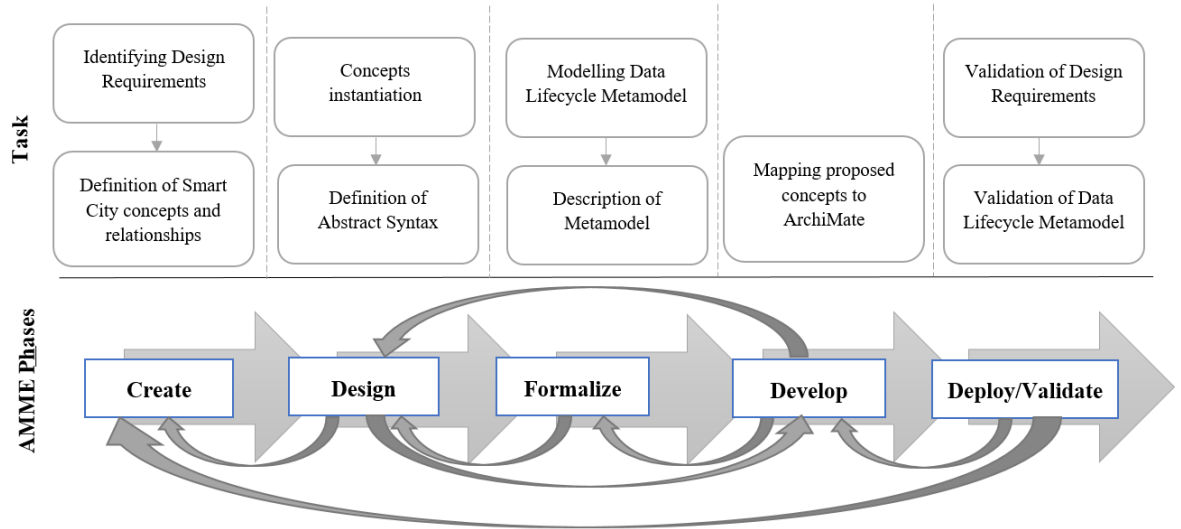 Task
Identifying Design
Requirements
Definition of Smart
City concepts and
relationships
Concepts
instantiation
Definition of
Abstract Syntax
Modelling Data
Lifecycle Metamodel
Description of
Metamodel
Mapping proposed
concepts to
ArchiMate
Validation of Design
Requirements
Validation of Data
Lifecycle Metamodel
AMME Phases
Create
Design
Formalize
Develop
Deploy/Validate